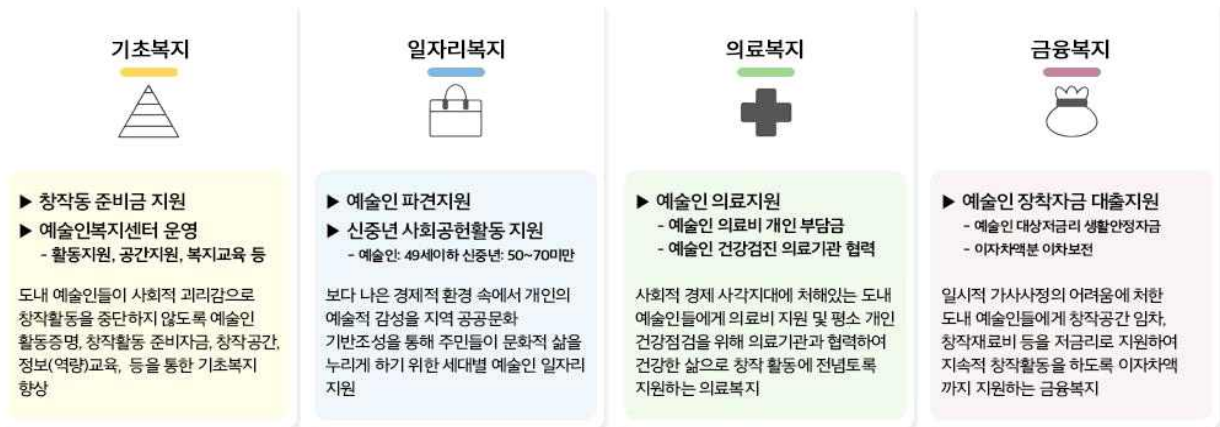 기초복지
▶ 창작동 준비금 지원
▶ 예술인복지센터 운영
- 활동지원, 공간지원, 복지교육 등
도내 예술인들이 사회적 괴리감으로
창작활동을 중단하지 않도록 예술인
활동증명, 창작활동 준비자금, 창작공간,
정보(역량)교육, 등을 통한 기초복지
향상
일자리복지
▶ 예술인 파견지원
▶ 신중년 사회공헌활동 지원
- 예술인: 49세이하 신중년: 50~70미만
보다 나은 경제적 환경 속에서 개인의
예술적 감성을 지역 공공문화
기반조성을 통해 주민들이 문화적 삶을
누리게 하기 위한 세대별 예술인 일자리
지원
의료복지
▶ 예술인 의료지원
- 예술인 의료비 개인 부담금
- 예술인 건강검진 의료기관 협력
사회적 경제 사각지대에 처해있는 도내
예술인들에게 의료비 지원 및 평소 개인
건강점검을 위해 의료기관과 협력하여
건강한 삶으로 창작 활동에 전념토록
지원하는 의료복지
금융복지
▶ 예술인 장착자금 대출지원
- 예술인 대상저금리 생활안정자금
- 이자차액분 이차보전
일시적 가사사정의 어려움에 처한
도내 예술인들에게 창작공간 임차,
창작재료비 등을 저금리로 지원하여
지속적 창작활동을 하도록 이자차액
까지 지원하는 금융복지